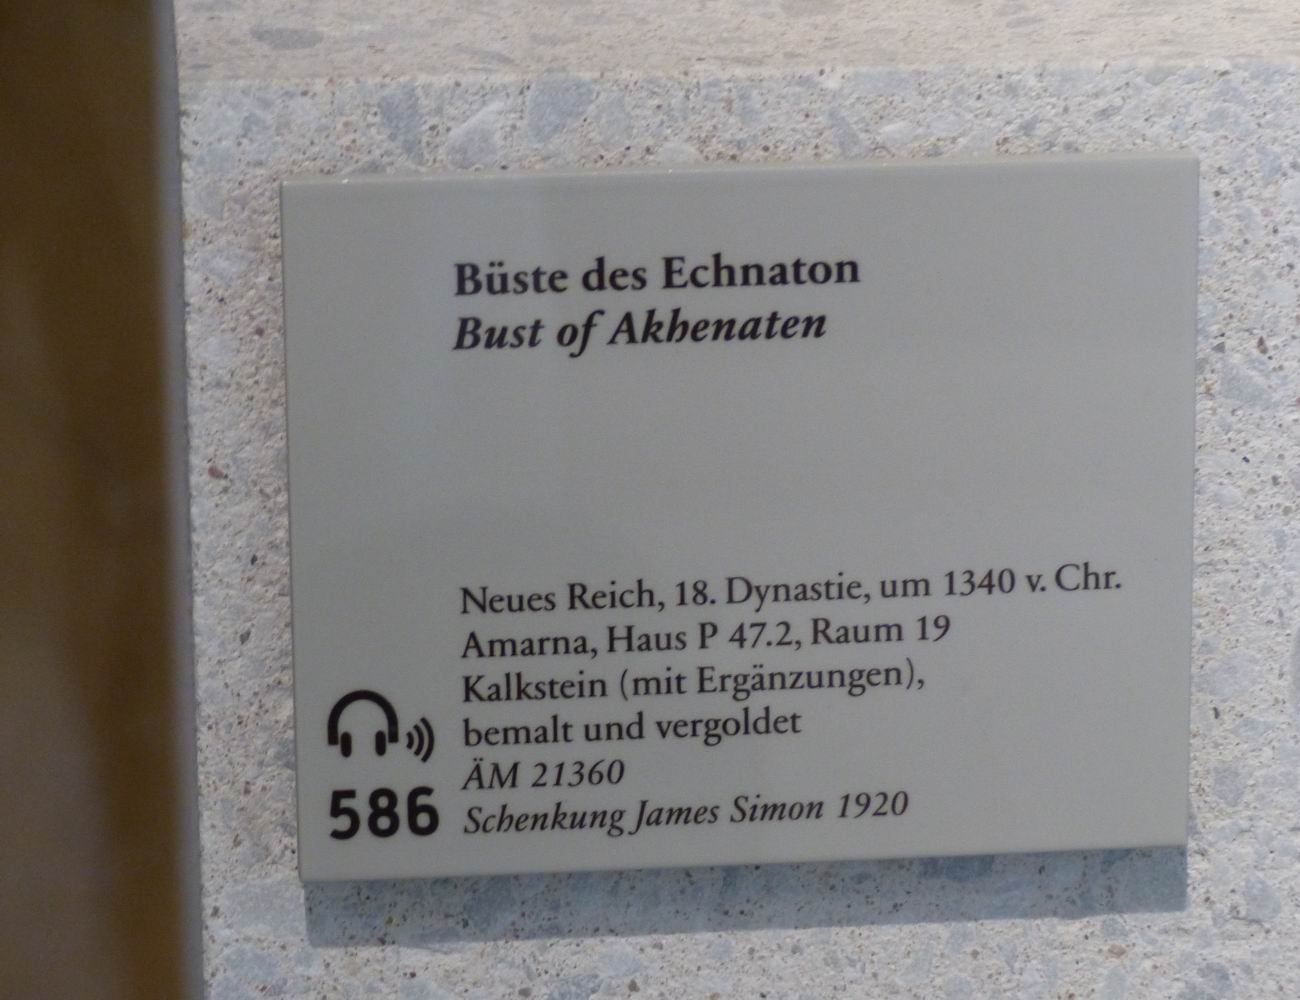 Büste des Echnaton
Bust of Akhenaten
Neues Reich, 18. Dynastie, um 1340 v. Chr.
Amarna, Haus P 47.2, Raum 19
Kalkstein (mit Ergänzungen),
bemalt und vergoldet
ÄM 21360
Schenkung James Simon 1920
586